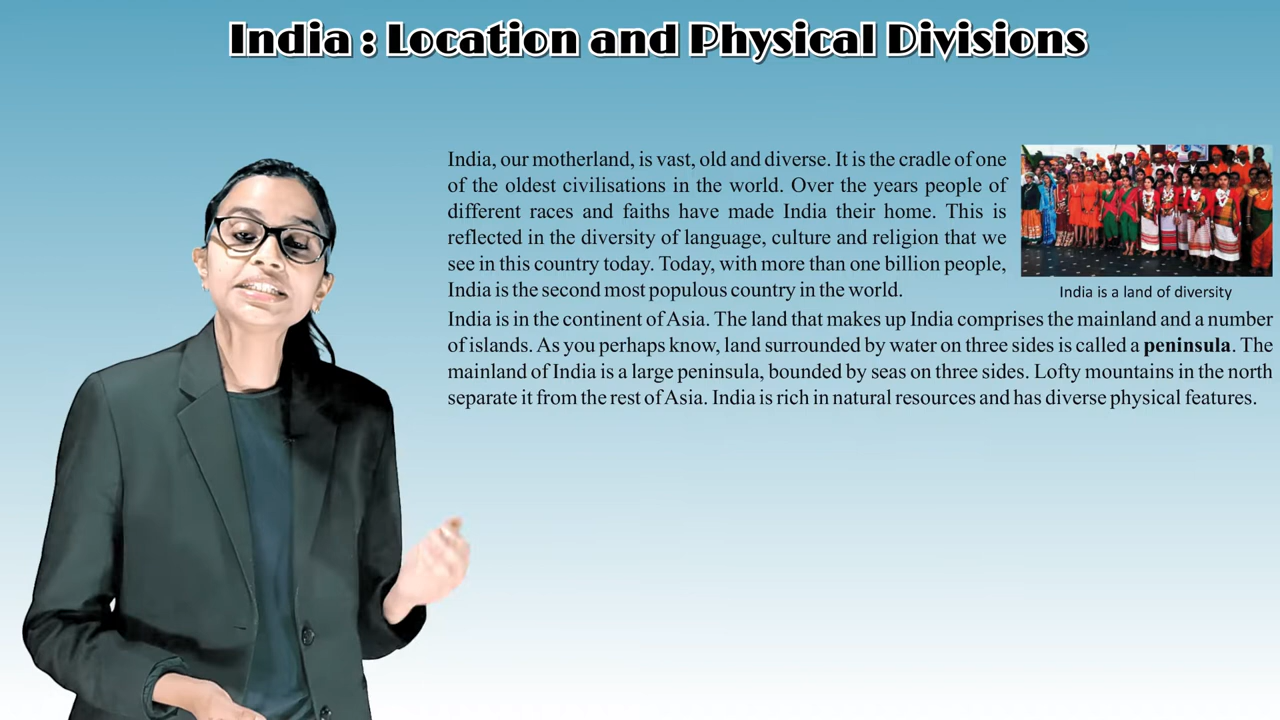 India : Location and Physical Divisions
India, our motherland, is vast, old and diverse. It is the cradle of one
of the oldest civilisations in the world. Over the years people of
different races and faiths have made India their home. This is
reflected in the diversity of language, culture and religion that we
see in this country today. Today, with more than one billion people,
India is the second most populous country in the world.
India is a land of diversity
India is in the continent of Asia. The land that makes up India comprises the mainland and a number
of islands. As you perhaps know, land surrounded by water on three sides is called a peninsula. The
mainland of India is a large peninsula, bounded by seas on three sides. Lofty mountains in the north
separate it from the rest of Asia. India is rich in natural resources and has diverse physical features.